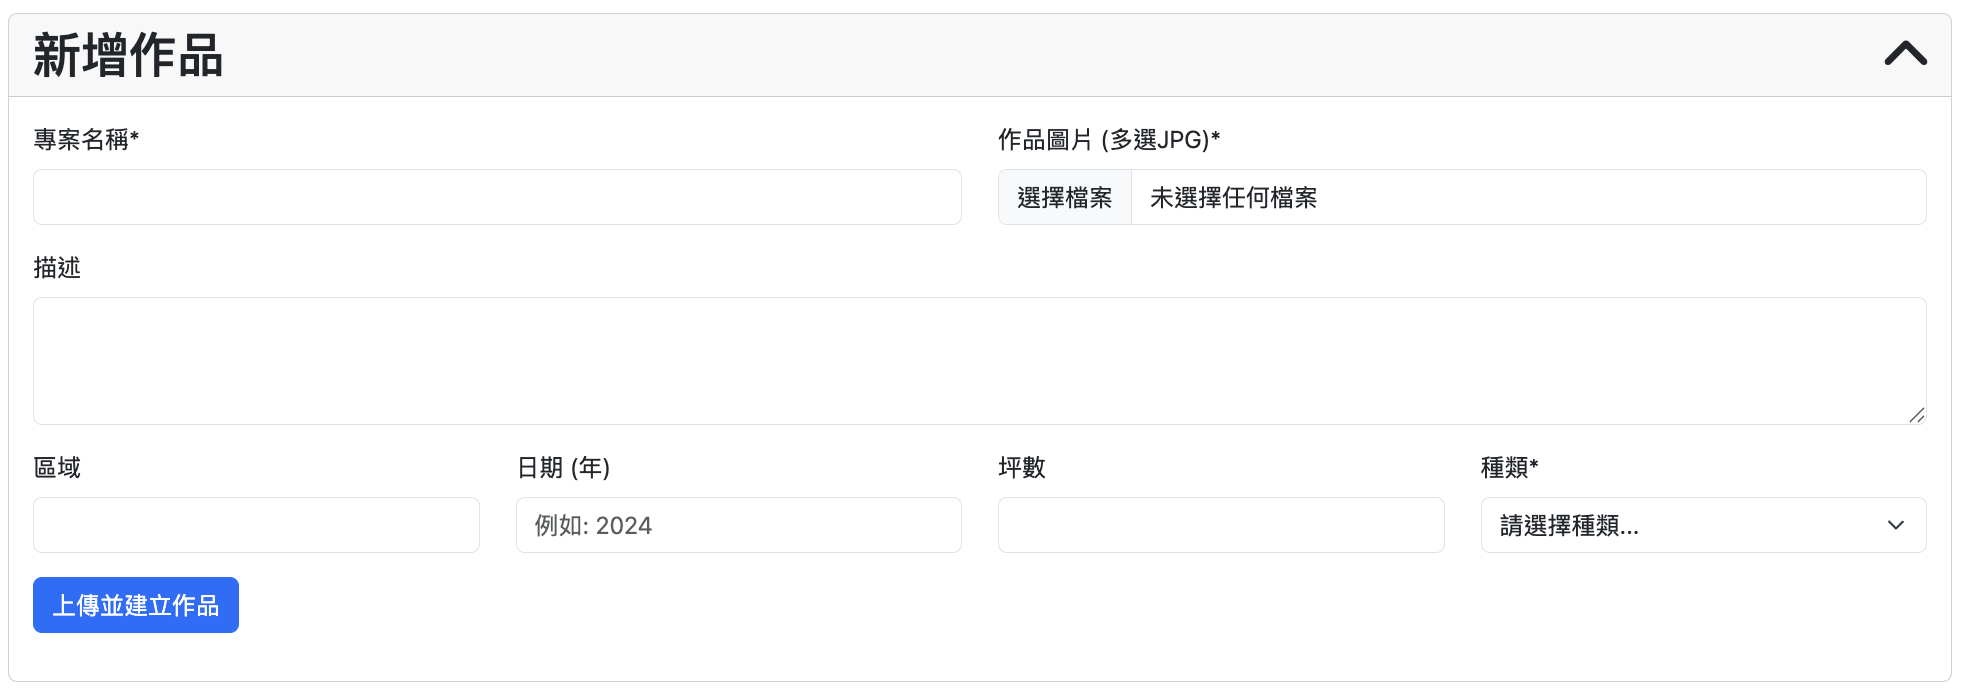 新增作品
專案名稱*
作品圖片 (多選JPG)*
選擇檔案 未選擇任何檔案
描述
區域
日期 (年)
坪數
種類*
例如: 2024
請選擇種類...
上傳並建立作品